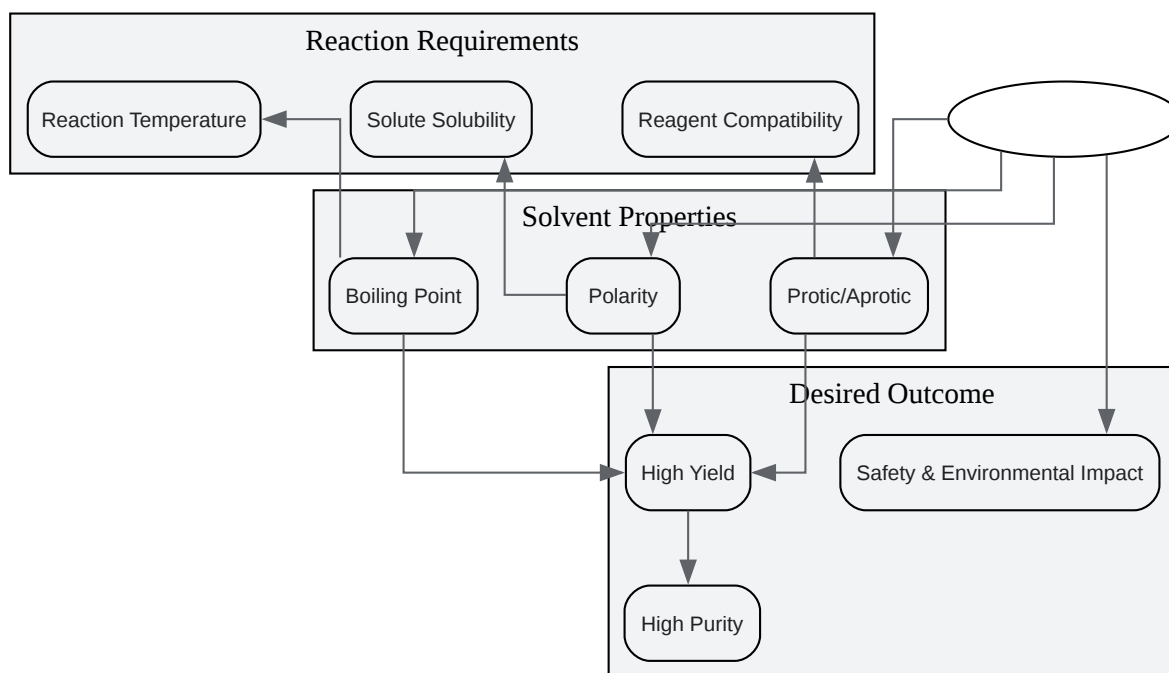 Reaction Requirements
Reaction Temperature
Solute Solubility
Reagent Compatibility
Solvent Properties
Boiling Point
Polarity
Protic/Aprotic
Desired Outcome
High Yield
Safety & Environmental Impact
High Purity